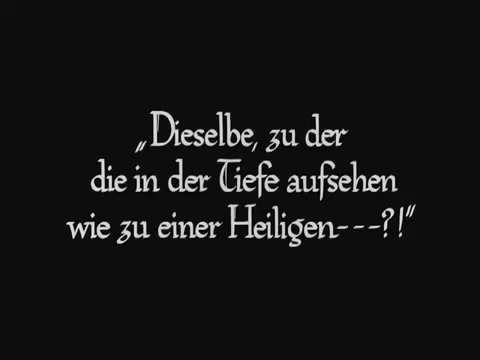 „Dieselbe, zu der
die in der Tiefe aufsehen
wie zu einer Heiligen---?!"